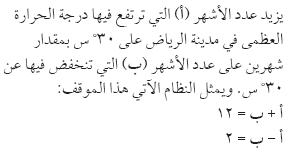 يزيد عدد الأشهر (أ) التي ترتفع فيها درجة الحرارة
العظمى في مدينة الرياض على ٣٠° س بمقدار
شهرين على عدد الأشهر (ب) التي تنخفض فيها عن
٣٠° س. ويمثل النظام الآتي هذا الموقف:
أ + ب = ١٢
أ − ب = ٢